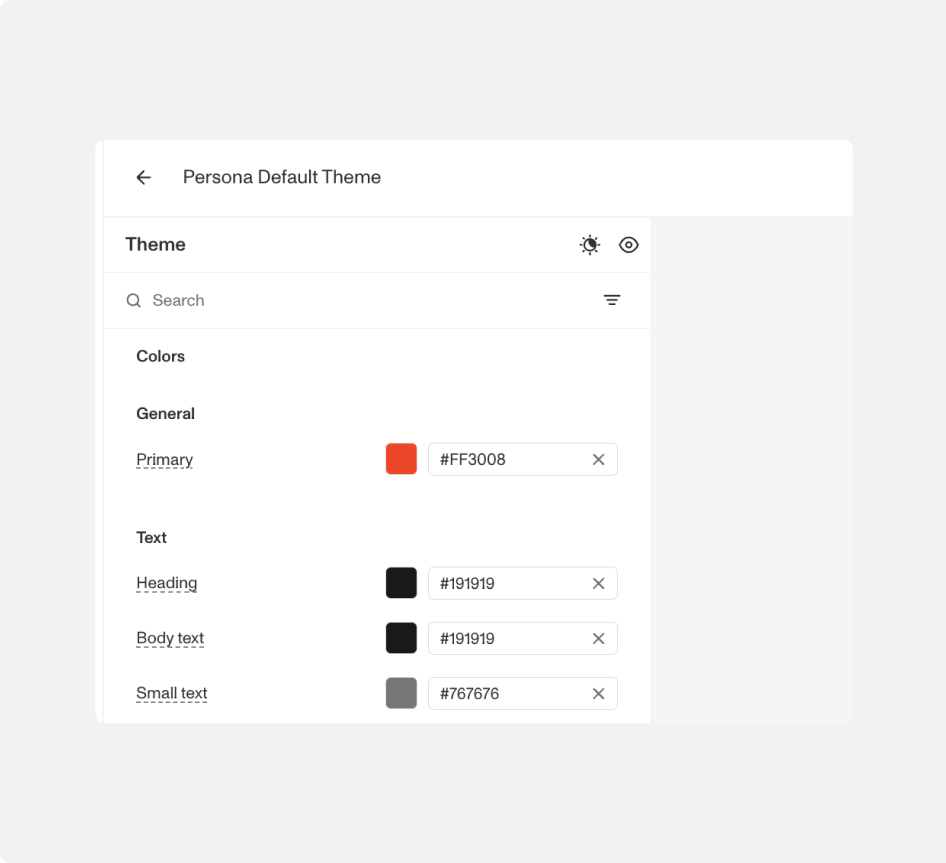 Persona Default Theme
Theme
Search
Colors
General
Primary #FF3008
Text
Heading #191919
Body text #191919
Small text #767676